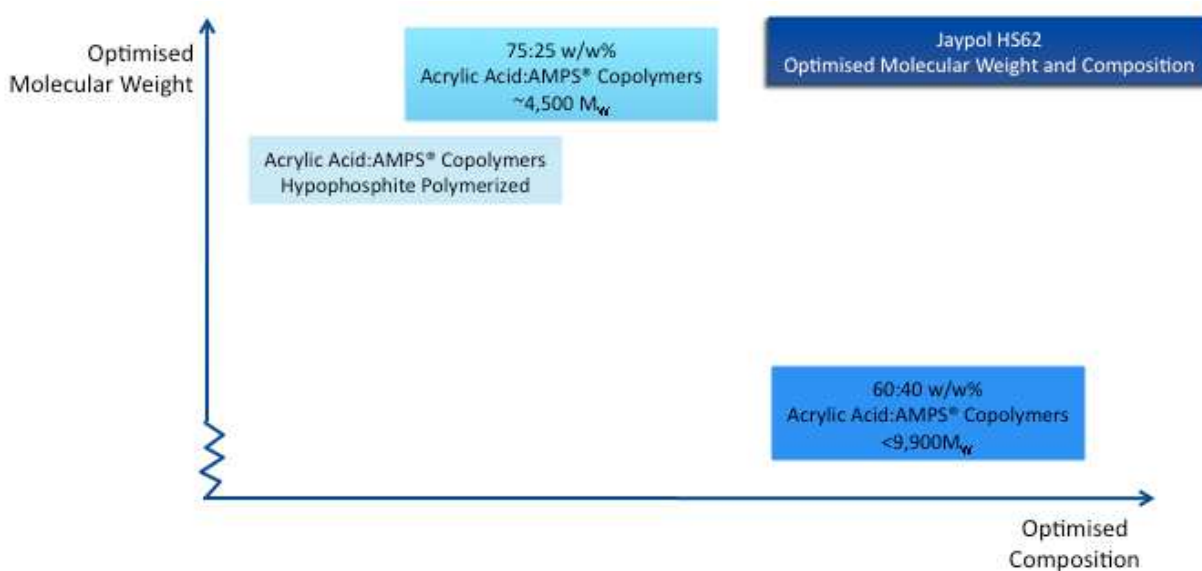 Optimised
Molecular Weight
75:25 w/w%
Acrylic Acid:AMPS® Copolymers
~4,500 Mw
Jaypol HS62
Optimised Molecular Weight and Composition
Acrylic Acid:AMPS® Copolymers
Hypophosphite Polymerized
60:40 w/w%
Acrylic Acid:AMPS® Copolymers
<9,900Mw
Optimised
Composition